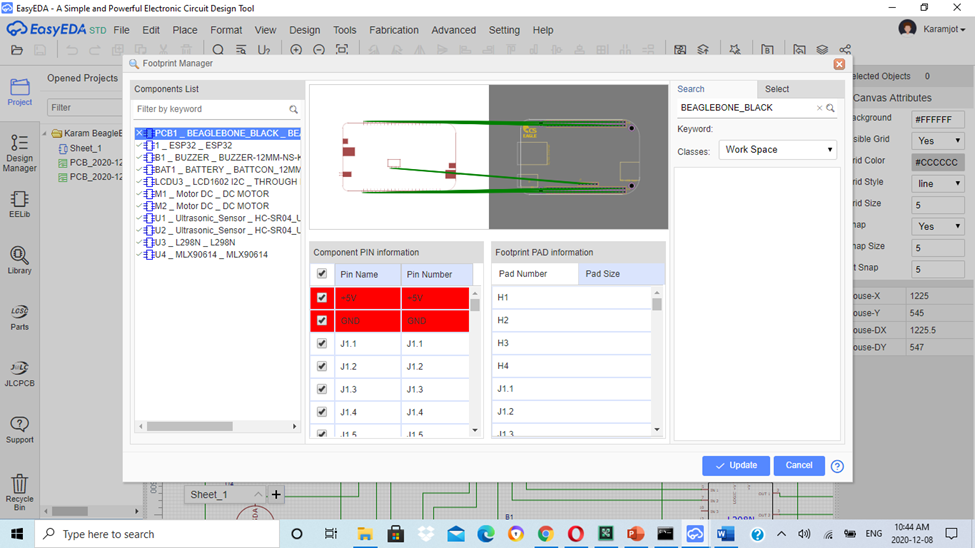 EasyEDA - A Simple and Powerful Electronic Circuit Design Tool
EasyEDA STD File Edit Place Format View Design Tools Fabrication Advanced Setting Help Karamjot
Project
Design Manager
EELib
Library
Parts
JLCPCB
Support
Recycle Bin
Opened Projects
Filter
Karam BeagleB
Sheet_1
PCB_2020-12
PCB_2020-12
Footprint Manager
Components List
Filter by keyword
PCB1 _ BEAGLEBONE_BLACK _ BEA
1 _ ESP32 _ ESP32
B1 _ BUZZER _ BUZZER-12MM-NS-K
BAT1 _ BATTERY _ BATTCON_12MM
LCDU3 _ LCD1602 I2C _ THROUGH
M1 _ Motor DC _ DC MOTOR
M2 _ Motor DC _ DC MOTOR
U1 _ Ultrasonic_Sensor _ HC-SR04_U
U2 _ Ultrasonic_Sensor _ HC-SR04_U
U3 _ L298N _ L298N
U4 _ MLX90614 _ MLX90614
EAGLE
Component PIN information
Pin Name Pin Number
+5V +5V
GND GND
J1.1 J1.1
J1.2 J1.2
J1.3 J1.3
J1.4 J1.4
J1.5 J1.5
Footprint PAD information
Pad Number Pad Size
H1
H2
H3
H4
J1.1
J1.2
J1.3
Search Select
BEAGLEBONE_BLACK
Keyword:
Classes: Work Space
Update Cancel
elected Objects 0
Canvas Attributes
ackground #FFFFFF
isible Grid Yes
rid Color #CCCCCC
rid Style line
rid Size 5
nap Yes
nap Size 5
lt Snap 5
ouse-X 1225
ouse-Y 545
ouse-DX 1225.5
ouse-DY 547
Sheet_1
B1
L298N
Type here to search
ENG
10:44 AM
2020-12-08